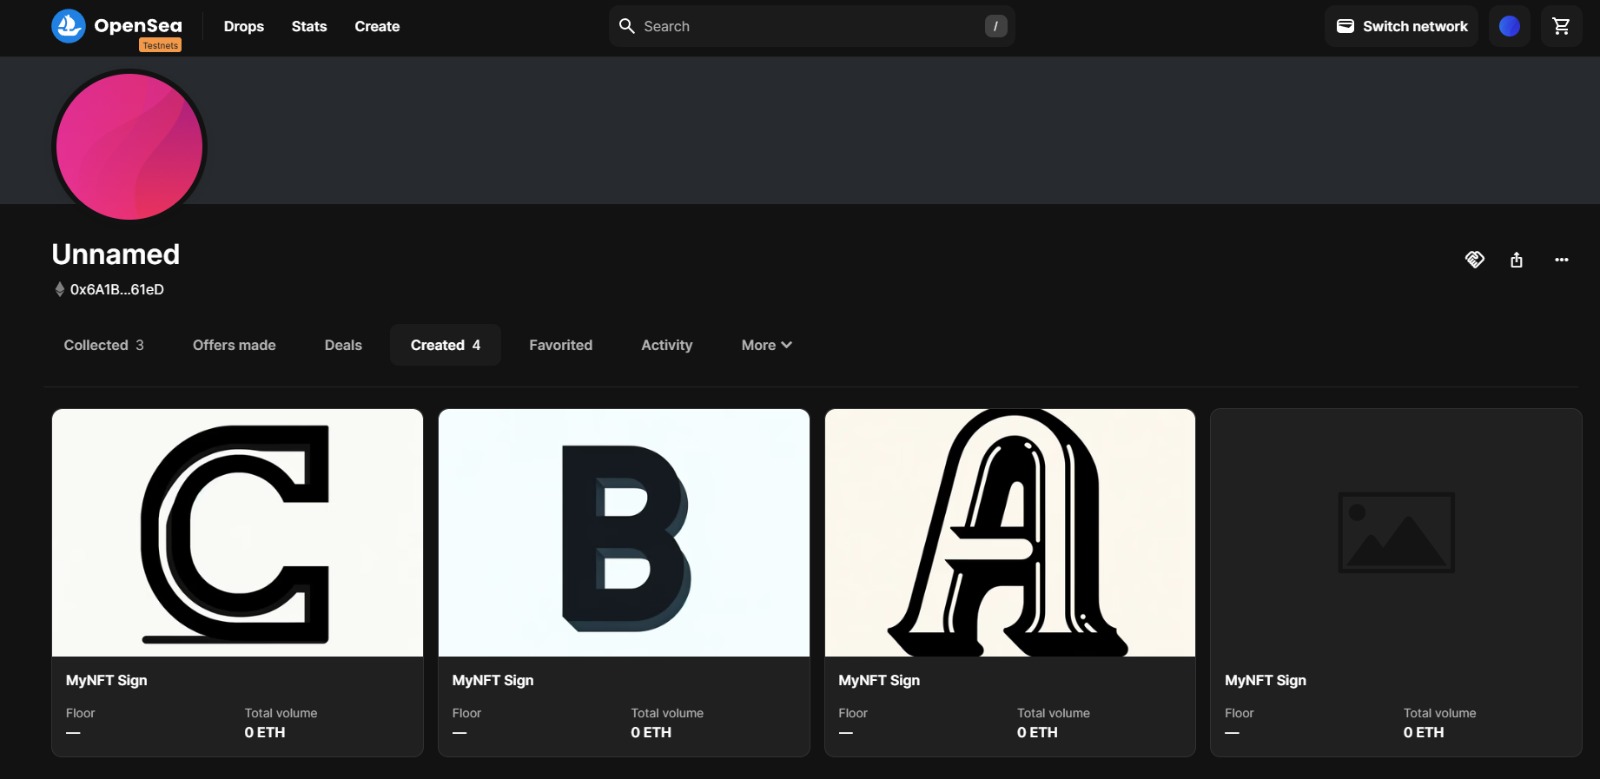 OpenSea
Testnets
Drops
Stats
Create
Search
/
Switch network
Unnamed
0x6A1B...61eD
Collected 3
Offers made
Deals
Created 4
Favorited
Activity
More
C
B
A
MyNFT Sign
Floor
Total volume
—
0 ETH
MyNFT Sign
Floor
Total volume
—
0 ETH
MyNFT Sign
Floor
Total volume
—
0 ETH
MyNFT Sign
Floor
Total volume
—
0 ETH